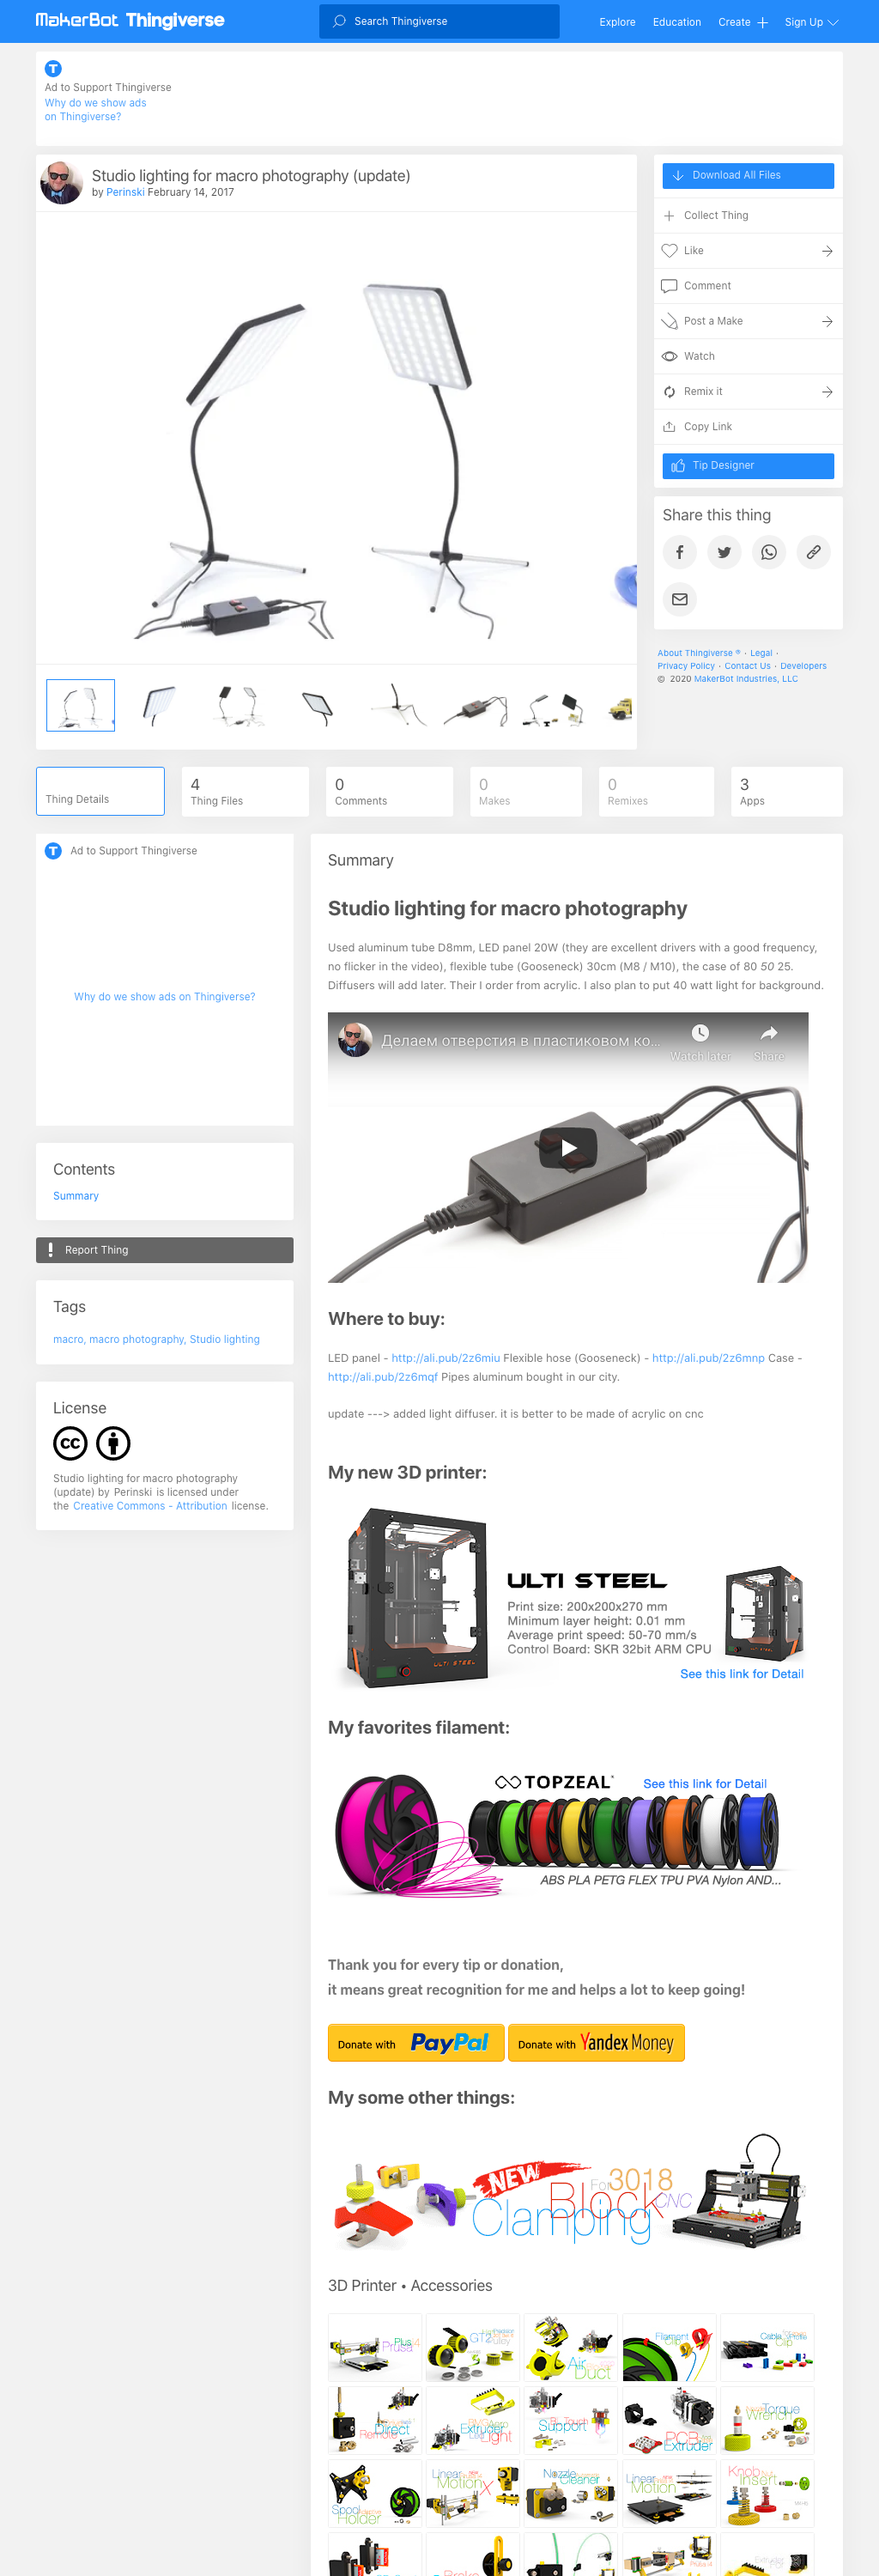 MakerBot Thingiverse
Search Thingiverse
Explore
Education
Create
Sign Up
Ad to Support Thingiverse
Why do we show ads
on Thingiverse?
Studio lighting for macro photography (update)
by Perinski February 14, 2017
Download All Files
Collect Thing
Like
Comment
Post a Make
Watch
Remix it
Copy Link
Tip Designer
Share this thing
About Thingiverse ® · Legal ·
Privacy Policy · Contact Us · Developers
© 2020 MakerBot Industries, LLC
Thing Details
4
Thing Files
0
Comments
0
Makes
0
Remixes
3
Apps
Ad to Support Thingiverse
Why do we show ads on Thingiverse?
Contents
Summary
Report Thing
Tags
macro, macro photography, Studio lighting
License
Studio lighting for macro photography
(update) by Perinski is licensed under
the Creative Commons - Attribution license.
Summary
Studio lighting for macro photography
Used aluminum tube D8mm, LED panel 20W (they are excellent drivers with a good frequency,
no flicker in the video), flexible tube (Gooseneck) 30cm (M8 / M10), the case of 80 50 25.
Diffusers will add later. Their I order from acrylic. I also plan to put 40 watt light for background.
Делаем отверстия в пластиковом ко...
Watch later
Share
Where to buy:
LED panel - http://ali.pub/2z6miu Flexible hose (Gooseneck) - http://ali.pub/2z6mnp Case -
http://ali.pub/2z6mqf Pipes aluminum bought in our city.
update ---> added light diffuser. it is better to be made of acrylic on cnc
My new 3D printer:
ULTI STEEL
Print size: 200x200x270 mm
Minimum layer height: 0.01 mm
Average print speed: 50-70 mm/s
Control Board: SKR 32bit ARM CPU
See this link for Detail
ULTI STEEL
My favorites filament:
TOPZEAL
See this link for Detail
ABS PLA PETG FLEX TPU PVA Nylon AND...
Thank you for every tip or donation,
it means great recognition for me and helps a lot to keep going!
Donate with PayPal
Donate with Yandex Money
My some other things:
NEW
For 3018
Block CNC
Clamping
3D Printer • Accessories
Plus
Prusa i4
GT2
Pulley
Air
Duct
Filament
Clip
Cable
Clip
Direct
Remote
Extruder
Light
BL Touch
Support
PCB
Extruder
Torque
Wrench
Spool
Holder
Linear
Motion X
Nozzle
Cleaner
Linear
Motion
Knob
Insert